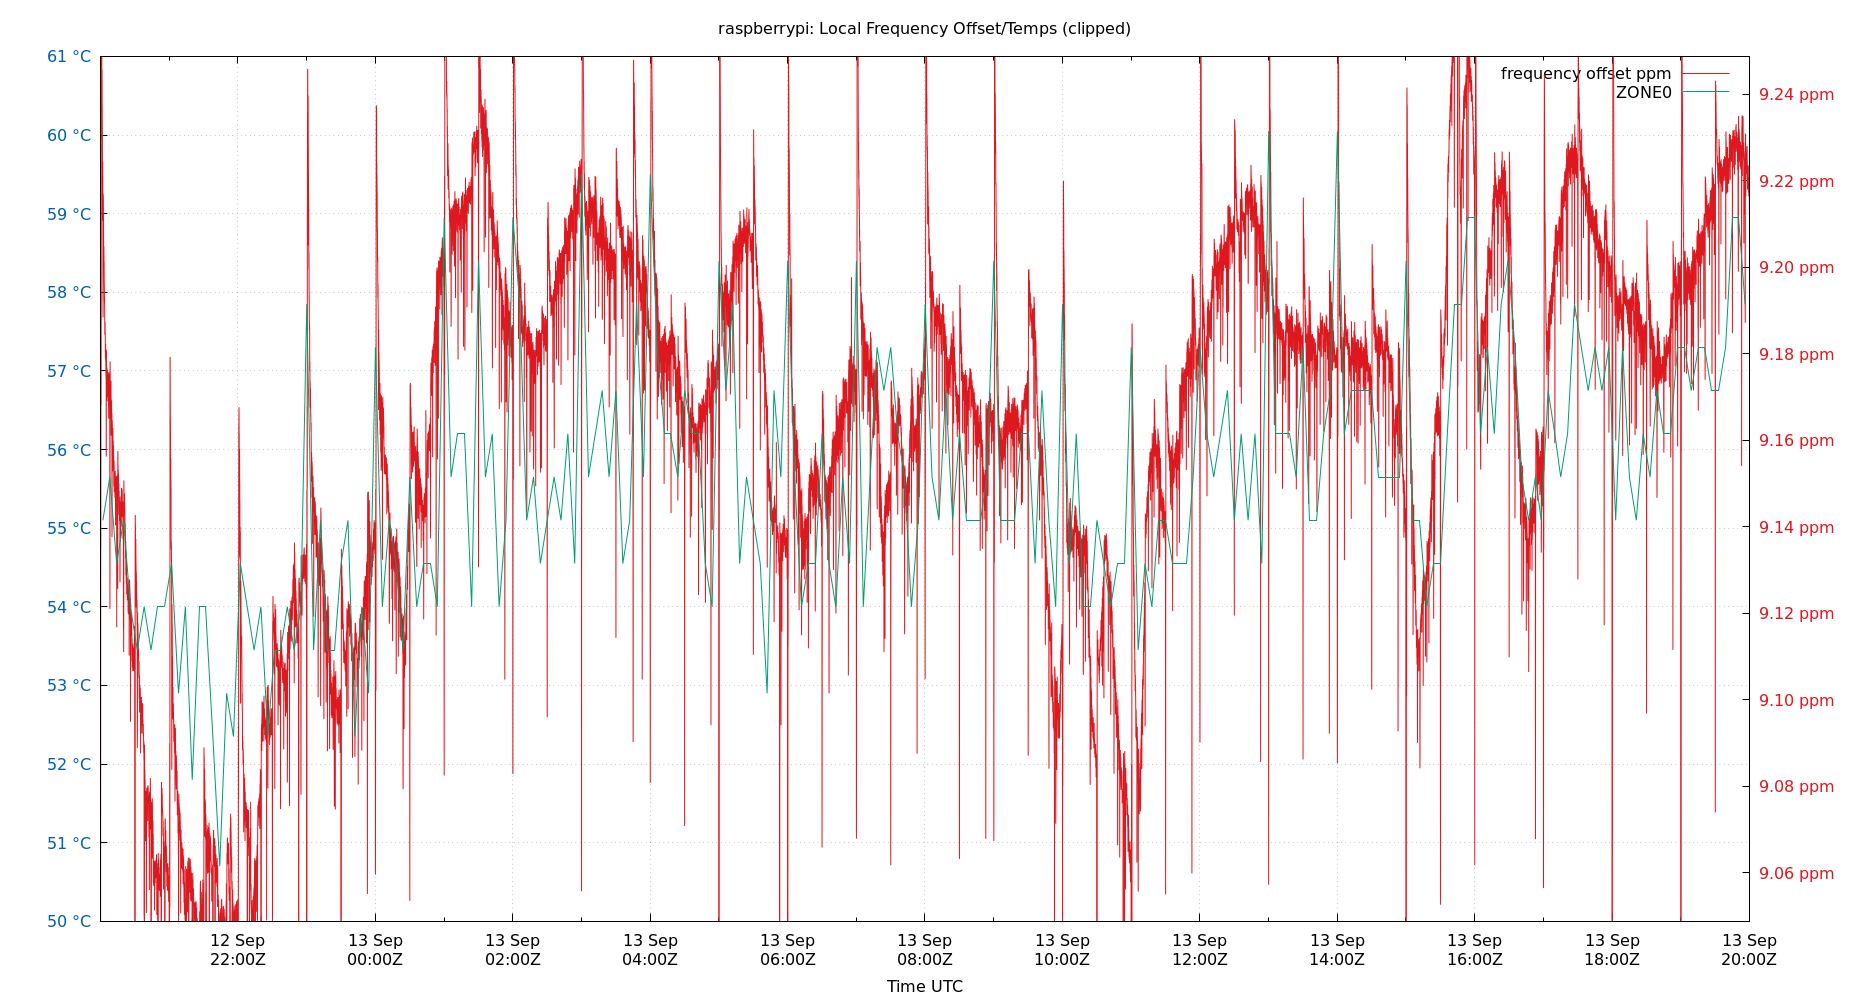 raspberrypi: Local Frequency Offset/Temps (clipped)
61 °C
60 °C
59 °C
58 °C
57 °C
56 °C
55 °C
54 °C
53 °C
52 °C
51 °C
50 °C
frequency offset ppm
ZONE0
9.24 ppm
9.22 ppm
9.20 ppm
9.18 ppm
9.16 ppm
9.14 ppm
9.12 ppm
9.10 ppm
9.08 ppm
9.06 ppm
12 Sep 13 Sep 13 Sep 13 Sep 13 Sep 13 Sep 13 Sep 13 Sep 13 Sep 13 Sep 13 Sep 13 Sep
22:00Z 00:00Z 02:00Z 04:00Z 06:00Z 08:00Z 10:00Z 12:00Z 14:00Z 16:00Z 18:00Z 20:00Z
Time UTC